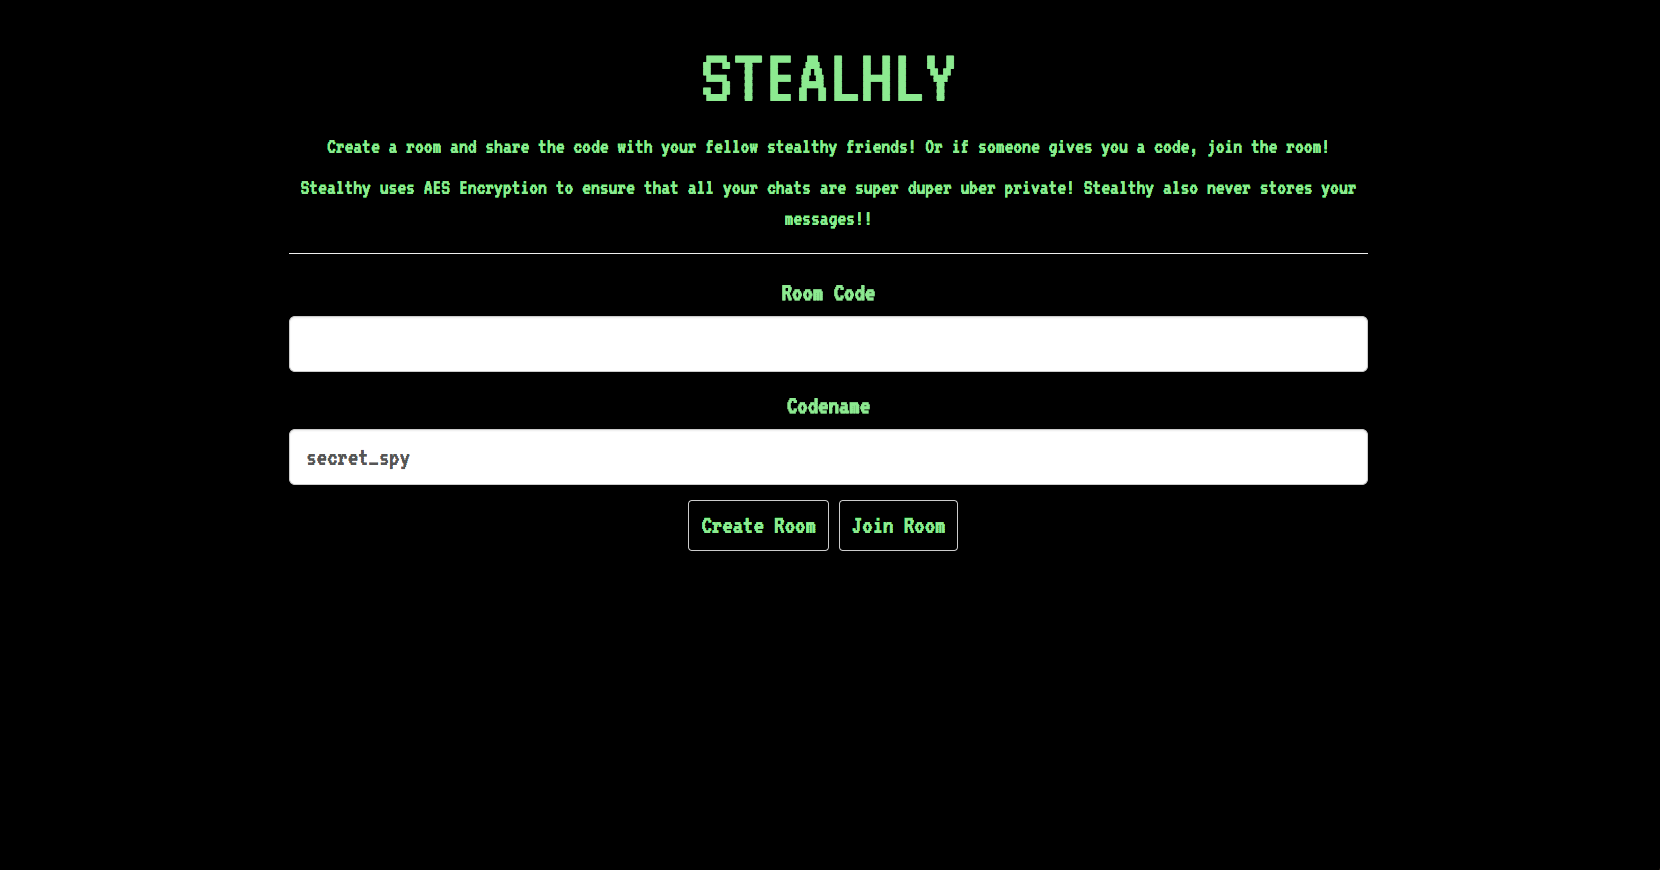 STEALHLY
Create a room and share the code with your fellow stealthy friends! Or if someone gives you a code, join the room!
Stealthy uses AES Encryption to ensure that all your chats are super duper uber private! Stealthy also never stores your
messages!!
Room Code
Codename
secret_spy
Create Room
Join Room